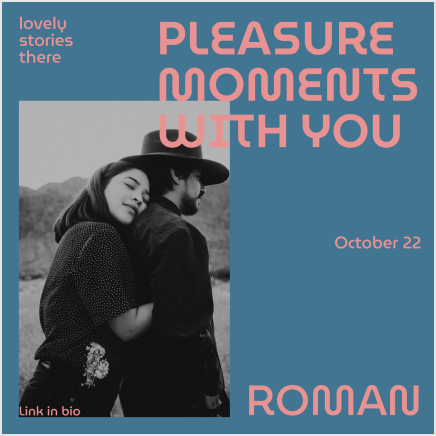 lovely
stories
there
PLEASURE
MOMENTS
WITH YOU
October 22
ROMAN
Link in bio